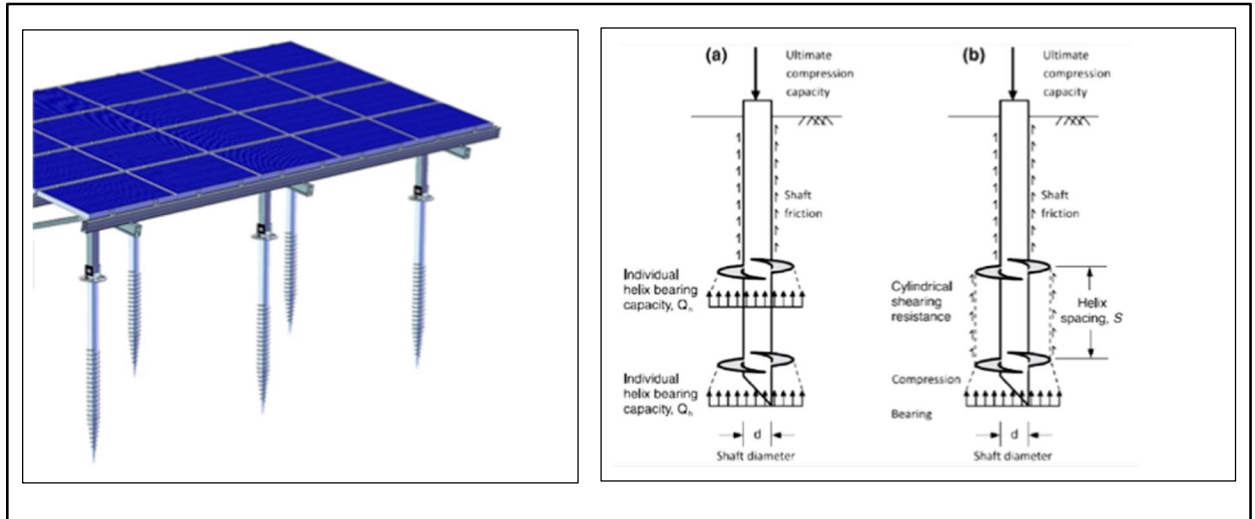 (a)
Ultimate
compression
capacity
Shaft
friction
Individual
helix bearing
capacity, Qh
Individual
helix bearing
capacity, Qh
d
Shaft diameter
(b)
Ultimate
compression
capacity
Shaft
friction
Cylindrical
shearing
resistance
Helix
spacing, S
Compression
Bearing
d
Shaft diameter